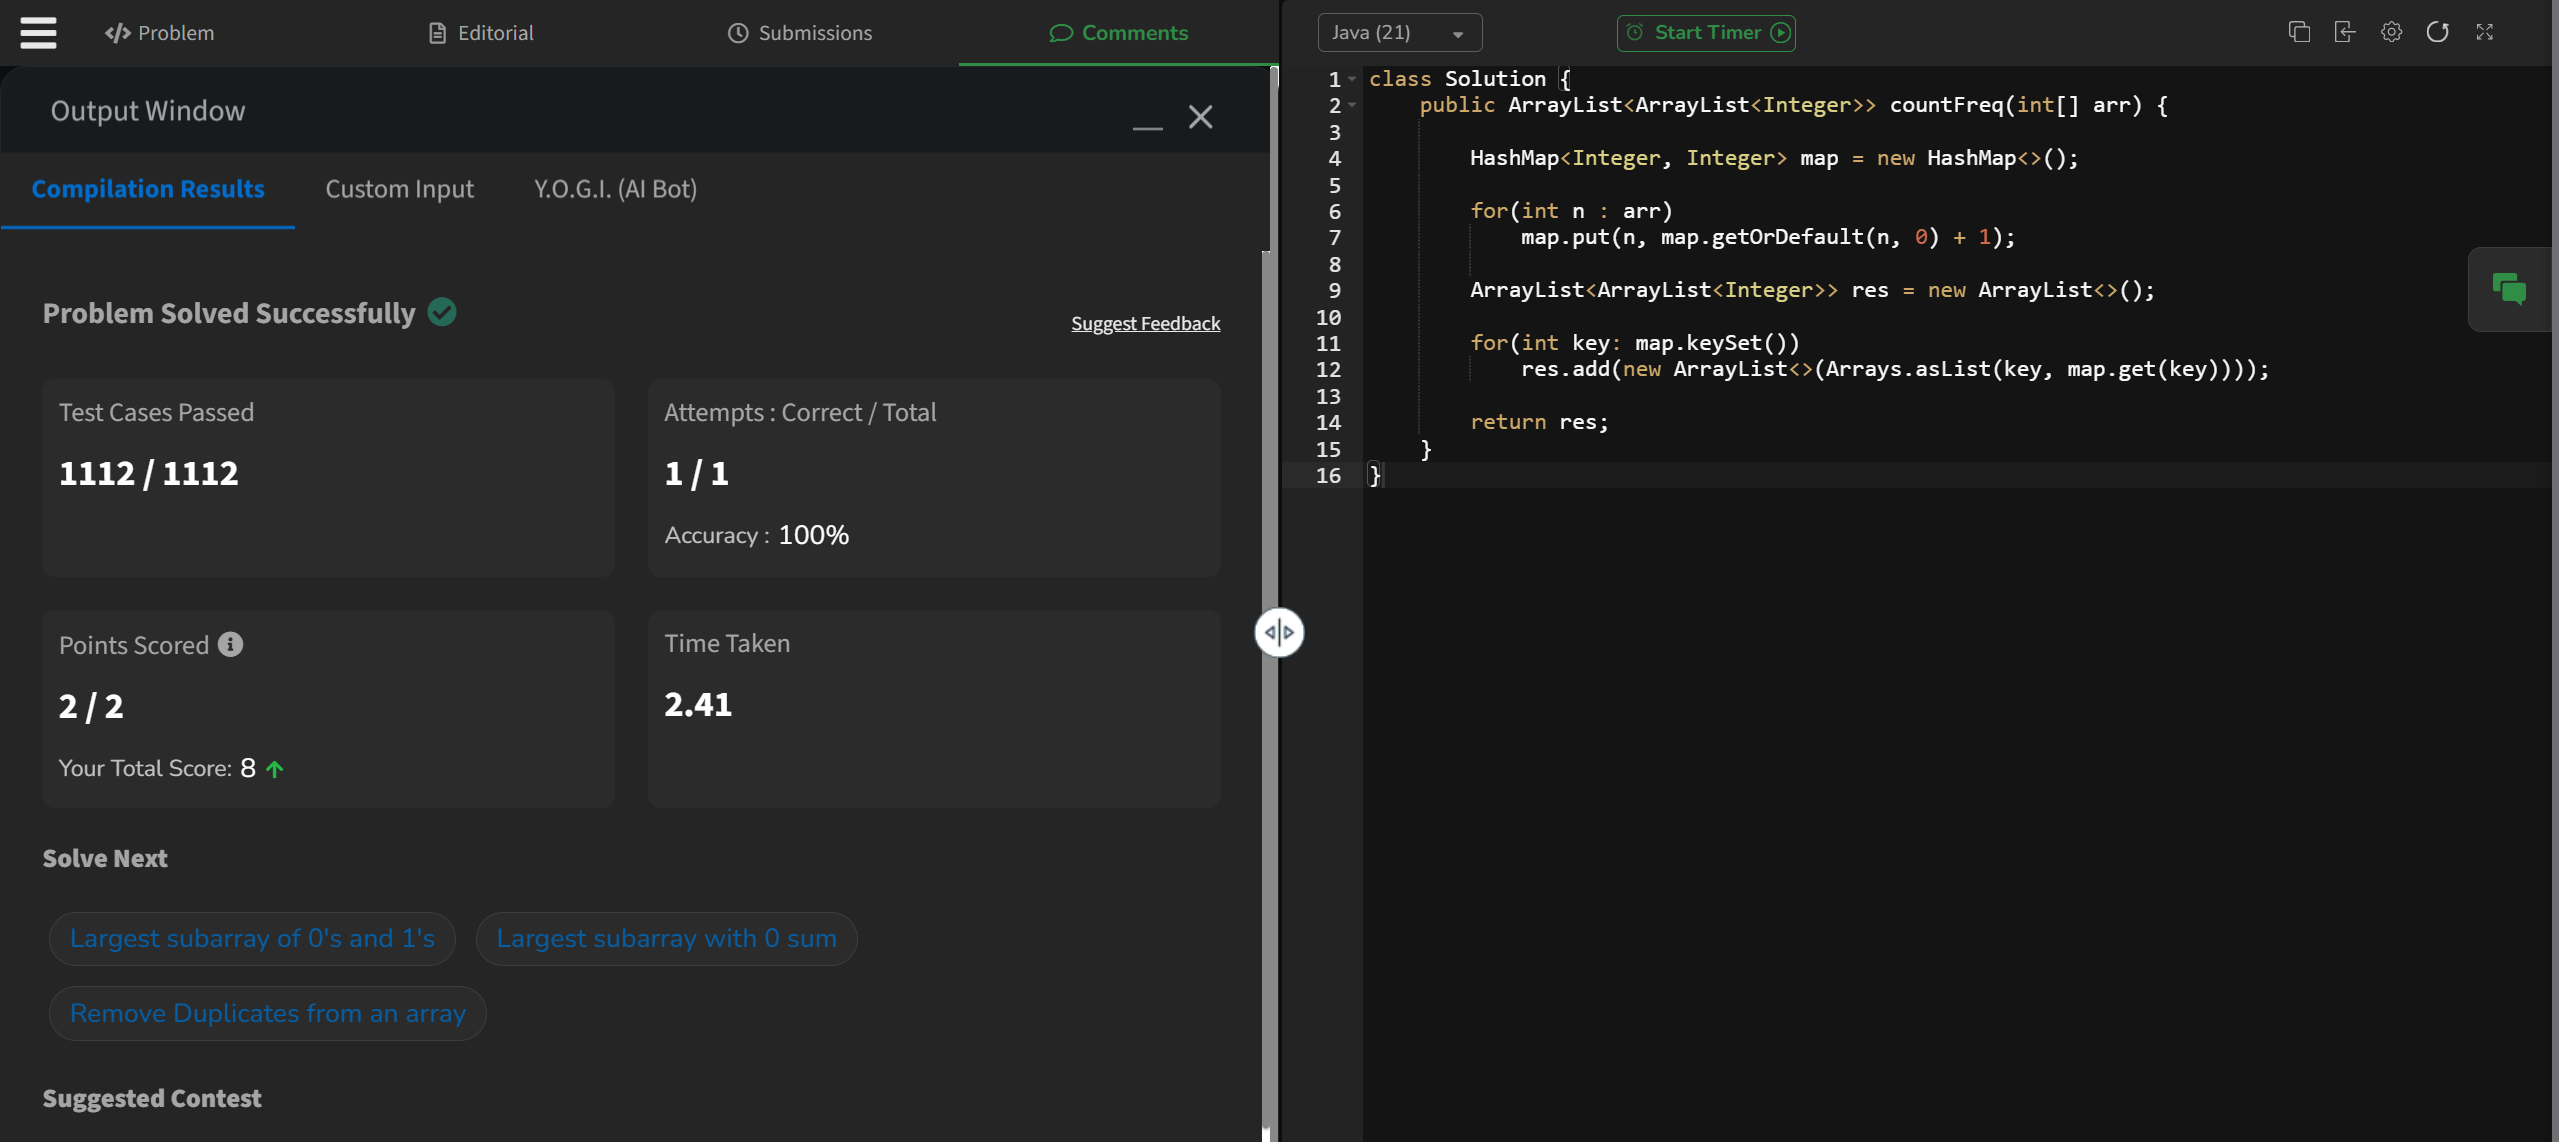 Problem
Editorial
Submissions
Comments
Output Window
Compilation Results
Custom Input
Y.O.G.I. (AI Bot)
Problem Solved Successfully
Suggest Feedback
Test Cases Passed
1112 / 1112
Attempts : Correct / Total
1 / 1
Accuracy : 100%
Points Scored
2 / 2
Your Total Score: 8
Time Taken
2.41
Solve Next
Largest subarray of 0's and 1's
Largest subarray with 0 sum
Remove Duplicates from an array
Suggested Contest
Java (21)
Start Timer
1 class Solution {
2     public ArrayList<ArrayList<Integer>> countFreq(int[] arr) {
3
4         HashMap<Integer, Integer> map = new HashMap<>();
5
6         for(int n : arr)
7             map.put(n, map.getOrDefault(n, 0) + 1);
8
9         ArrayList<ArrayList<Integer>> res = new ArrayList<>();
10
11         for(int key: map.keySet())
12             res.add(new ArrayList<>(Arrays.asList(key, map.get(key))));
13
14         return res;
15     }
16 }